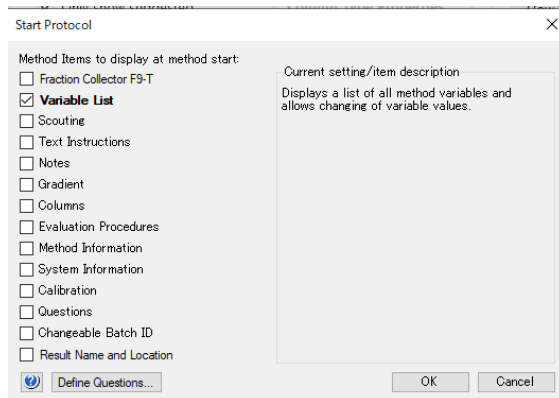 Start Protocol
Method Items to display at method start:
Fraction Collector F9-T
Variable List
Scouting
Text Instructions
Notes
Gradient
Columns
Evaluation Procedures
Method Information
System Information
Calibration
Questions
Changeable Batch ID
Result Name and Location
Current setting/item description
Displays a list of all method variables and
allows changing of variable values.
Define Questions...
OK
Cancel